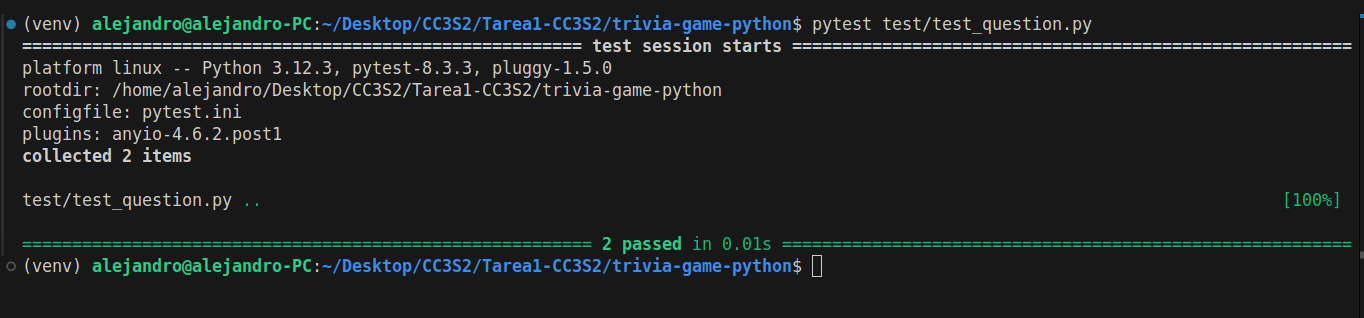 (venv) alejandro@alejandro-PC:~/Desktop/CC3S2/Tarea1-CC3S2/trivia-game-python$ pytest test/test_question.py
======================================================== test session starts ========================================================
platform linux -- Python 3.12.3, pytest-8.3.3, pluggy-1.5.0
rootdir: /home/alejandro/Desktop/CC3S2/Tarea1-CC3S2/trivia-game-python
configfile: pytest.ini
plugins: anyio-4.6.2.post1
collected 2 items
test/test_question.py .. [100%]
========================================================= 2 passed in 0.01s =========================================================
(venv) alejandro@alejandro-PC:~/Desktop/CC3S2/Tarea1-CC3S2/trivia-game-python$